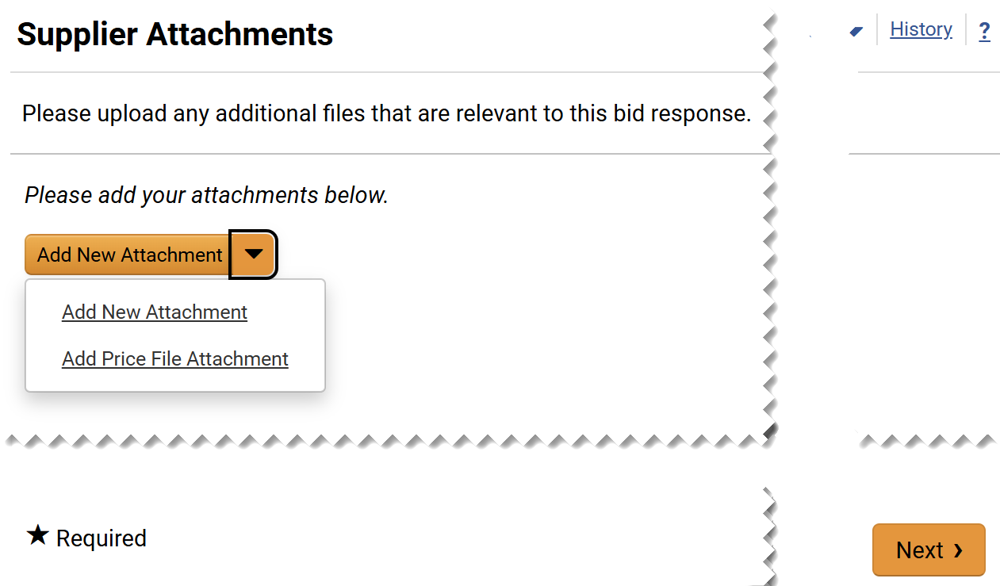 Supplier Attachments
History
?
Please upload any additional files that are relevant to this bid response.
Please add your attachments below.
Add New Attachment
Add New Attachment
Add Price File Attachment
★ Required
Next ›